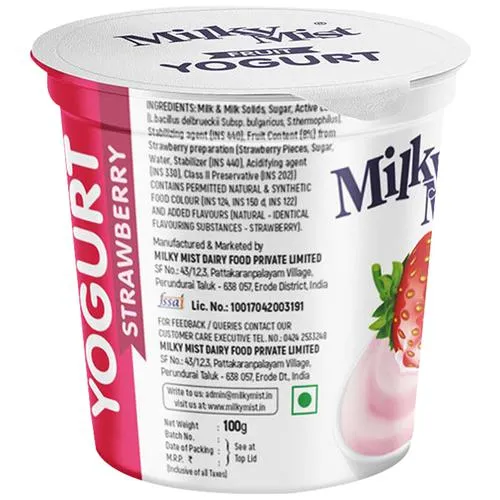 Milky Mist
FRUIT
YOGURT
YOGURT
STRAWBERRY
INGREDIENTS: Milk & Milk Solids, Sugar, Active
(L.bacillus delbrueckii Subsp. bulgaricus, S.thermophilus),
Stabilizing agent (INS 440), Fruit Content (8%) from
Strawberry preparation (Strawberry Pieces, Sugar,
Water, Stabilizer (INS 440), Acidifying agent
(INS 330), Class II Preservative (INS 202))
CONTAINS PERMITTED NATURAL & SYNTHETIC
FOOD COLOUR (INS 124, INS 150 d, INS 122)
AND ADDED FLAVOURS (NATURAL - IDENTICAL
FLAVOURING SUBSTANCES - STRAWBERRY).
Manufactured & Marketed by
MILKY MIST DAIRY FOOD PRIVATE LIMITED
SF No.: 43/1,2,3, Pattakaranpalayam Village,
Perundurai Taluk - 638 057, Erode District, India
fssai Lic. No.: 10017042003191
FOR FEEDBACK / QUERIES CONTACT OUR
CUSTOMER CARE EXECUTIVE TEL. NO.: 0424 2533248
MILKY MIST DAIRY FOOD PRIVATE LIMITED
SF No.: 43/1,2,3, Pattakaranpalayam Village,
Perundurai Taluk - 638 057, Erode Dt., India
Write to us: admin@milkymist.in
visit us at: www.milkymist.in
Net Weight : 100g
Batch No. :
Date of Packing : See at
M.R.P. ₹ : Top Lid
(Inclusive of all Taxes)
Milky
M